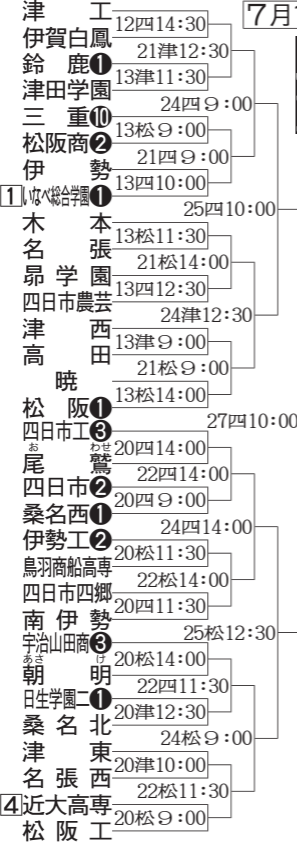 7月
津工
12四14:30
伊賀白鳳
21津12:30
鈴鹿❶
13津11:30
津田学園
24四9:00
三重❿
13松9:00
松阪商❷
21四9:00
伊勢
13四10:00
1いなべ総合学園❶
25四10:00
木本
13松11:30
名張
21松14:00
昴学園
13四12:30
四日市農芸
24津12:30
津西
13津9:00
高田
21松9:00
暁
13松14:00
松阪❶
27四10:00
四日市工❸
20四14:00
尾鷲
お わせ
22四14:00
四日市❷
20四9:00
桑名西❶
24四14:00
伊勢工❷
20松11:30
鳥羽商船高専
22松14:00
四日市四郷
20四11:30
南伊勢
25松12:30
宇治山田商❸
20松14:00
朝明
あさ け
22四11:30
日生学園二❶
20津12:30
桑名北
24松9:00
津東
20津10:00
名張西
22松11:30
4近大高専
20松9:00
松阪工